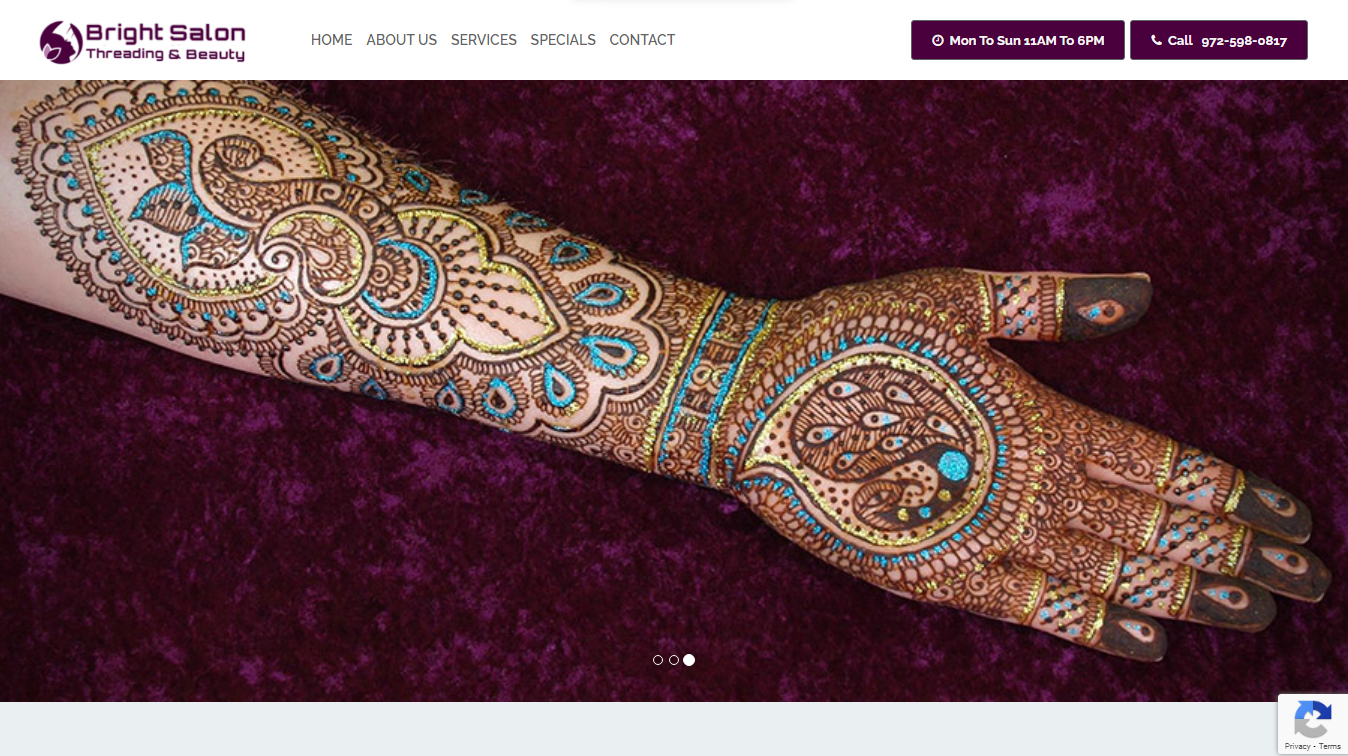 Bright Salon
Threading & Beauty
HOME ABOUT US SERVICES SPECIALS CONTACT
Mon To Sun 11AM To 6PM
Call 972-598-0817
Privacy - Terms